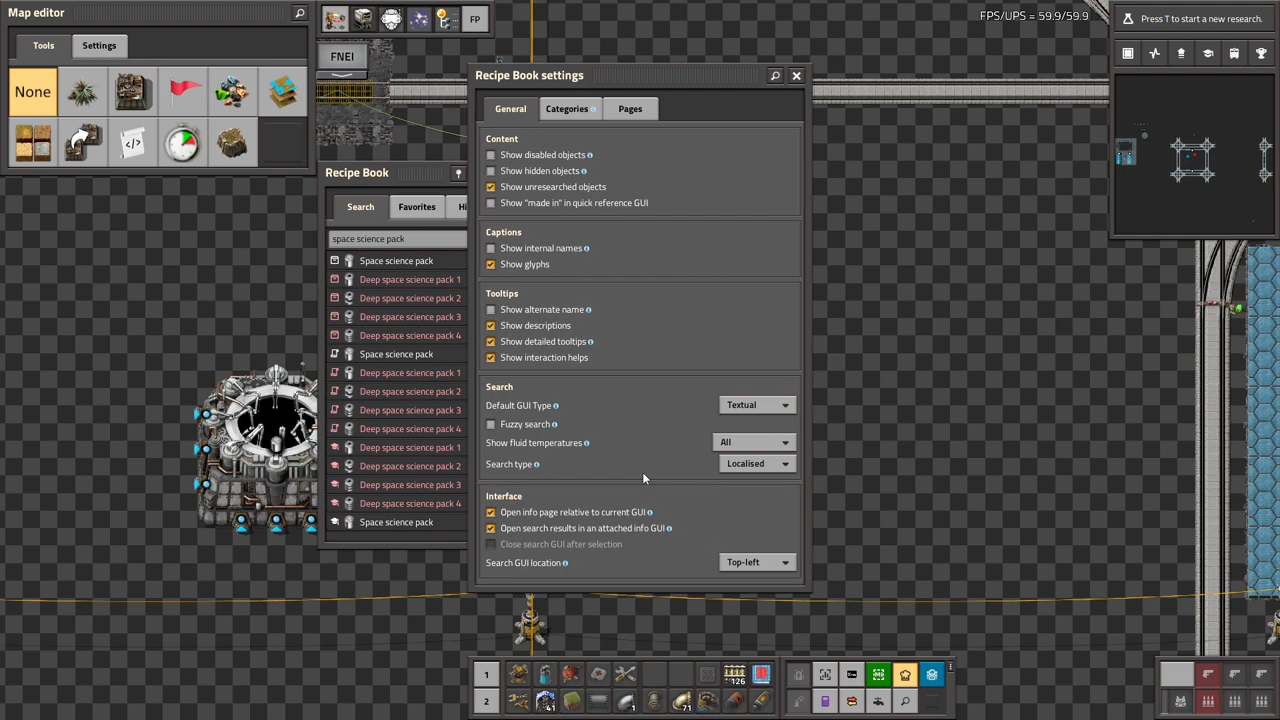 Map editor
FP
FPS/UPS = 59.9/59.9
Press T to start a new research.
Tools
Settings
FNEI
None
Recipe Book settings
General
Categories
Pages
Content
Show disabled objects
Show hidden objects
Show unresearched objects
Show "made in" in quick reference GUI
Captions
Show internal names
Show glyphs
Tooltips
Show alternate name
Show descriptions
Show detailed tooltips
Show interaction helps
Search
Default GUI Type
Textual
Fuzzy search
Show fluid temperatures
All
Search type
Localised
Interface
Open info page relative to current GUI
Open search results in an attached info GUI
Close search GUI after selection
Search GUI location
Top-left
Recipe Book
Search
Favorites
Hi
space science pack
Space science pack
Deep space science pack 1
Deep space science pack 2
Deep space science pack 3
Deep space science pack 4
Space science pack
Deep space science pack 1
Deep space science pack 2
Deep space science pack 3
Deep space science pack 4
Deep space science pack 1
Deep space science pack 2
Deep space science pack 3
Deep space science pack 4
Space science pack
1
126
2
41
1
71